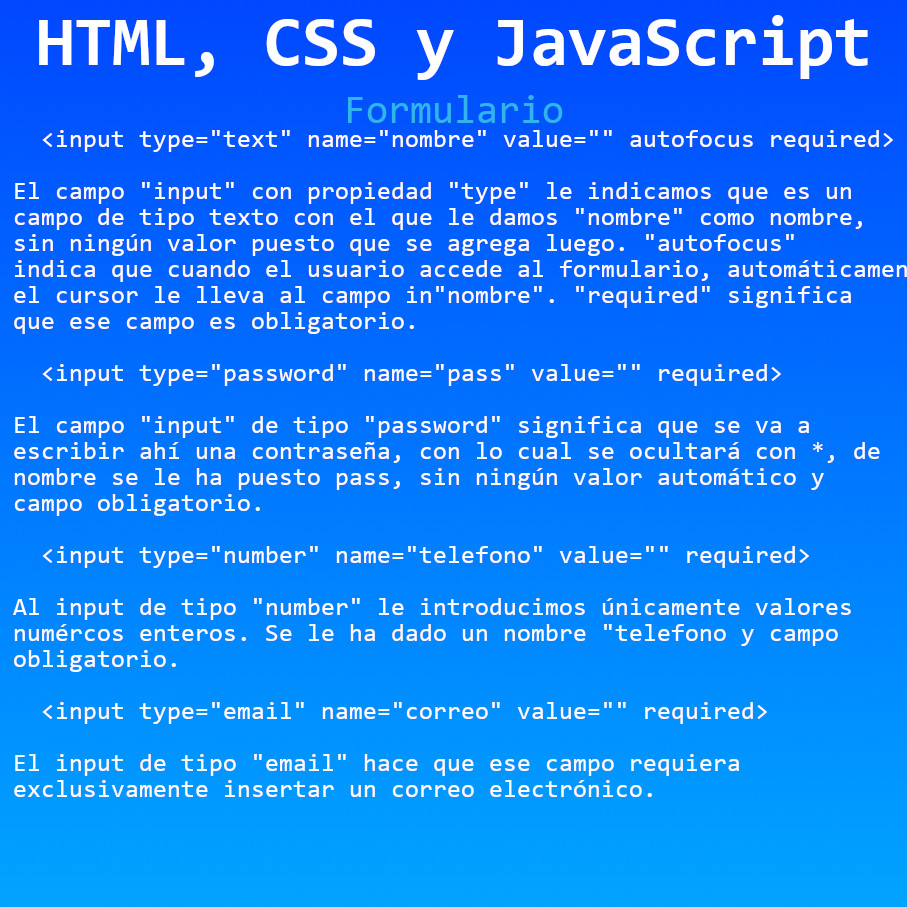 HTML, CSS y JavaScript
Formulario
<input type="text" name="nombre" value="" autofocus required>
El campo "input" con propiedad "type" le indicamos que es un
campo de tipo texto con el que le damos "nombre" como nombre,
sin ningún valor puesto que se agrega luego. "autofocus"
indica que cuando el usuario accede al formulario, automáticamen
el cursor le lleva al campo in"nombre". "required" significa
que ese campo es obligatorio.
<input type="password" name="pass" value="" required>
El campo "input" de tipo "password" significa que se va a
escribir ahí una contraseña, con lo cual se ocultará con *, de
nombre se le ha puesto pass, sin ningún valor automático y
campo obligatorio.
<input type="number" name="telefono" value="" required>
Al input de tipo "number" le introducimos únicamente valores
numércos enteros. Se le ha dado un nombre "telefono y campo
obligatorio.
<input type="email" name="correo" value="" required>
El input de tipo "email" hace que ese campo requiera
exclusivamente insertar un correo electrónico.